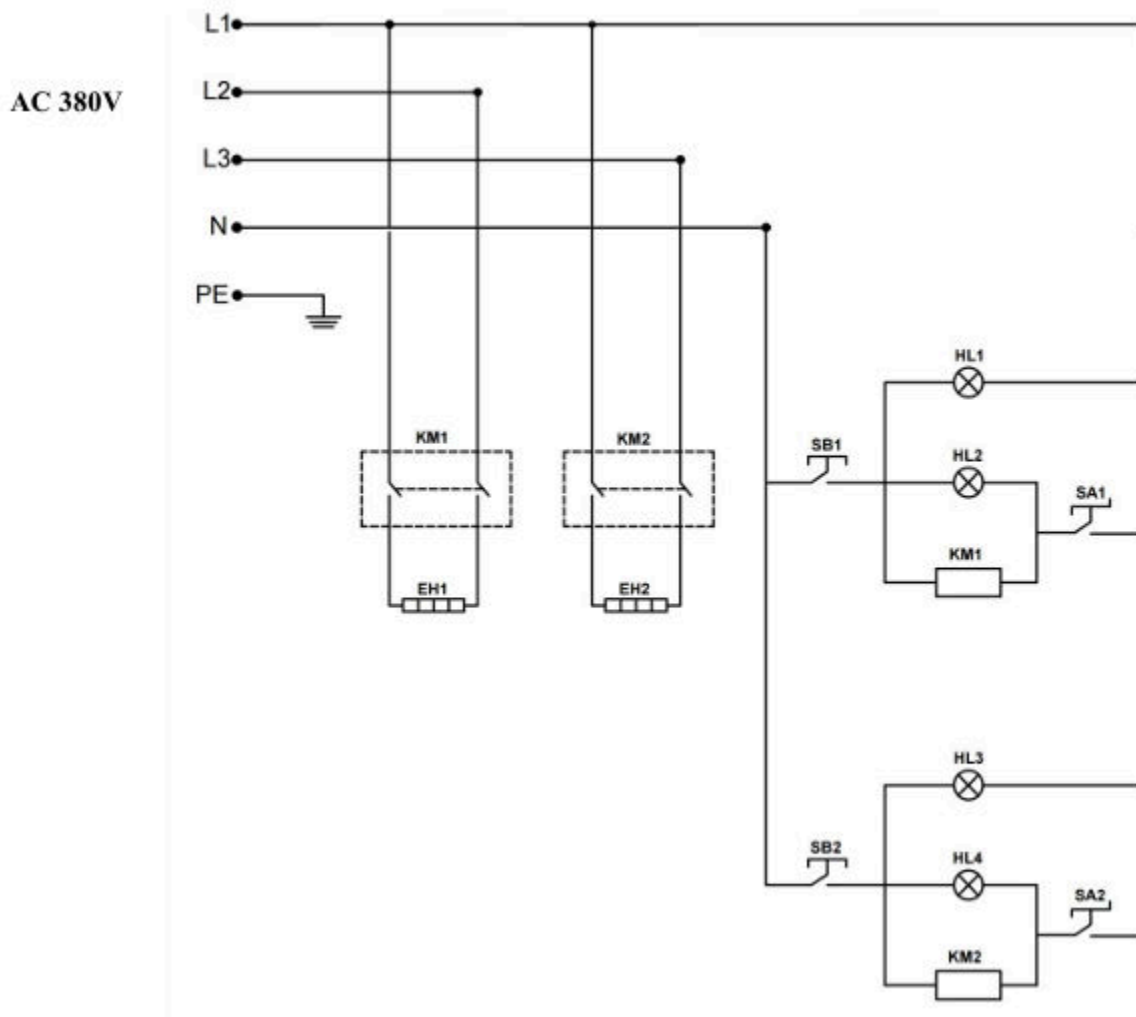 L1
AC 380V
L2
L3
N
PE
HL1
KM1
KM2
SB1
HL2
SA1
KM1
EH1
EH2
HL3
SB2
HL4
SA2
KM2